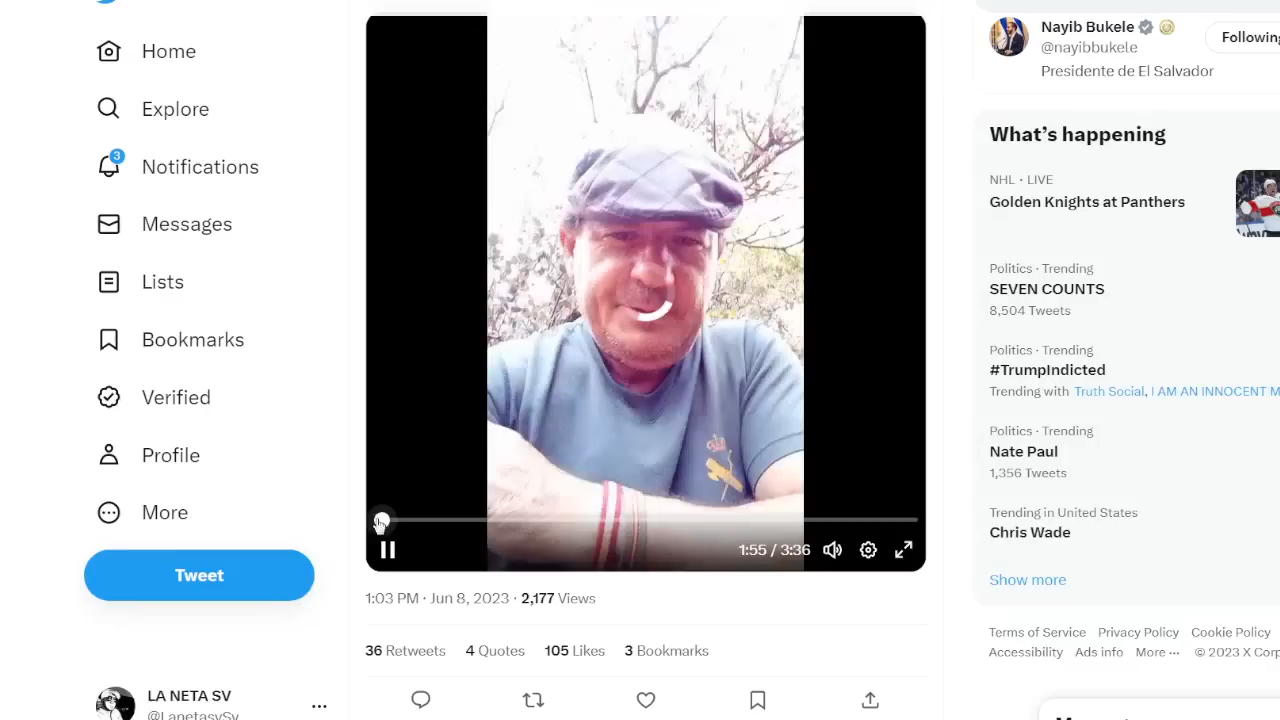 Home
Explore
3
Notifications
Messages
Lists
Bookmarks
Verified
Profile
More
Tweet
LA NETA SV
@LanetasvSv
1:55 / 3:36
1:03 PM · Jun 8, 2023 · 2,177 Views
36 Retweets 4 Quotes 105 Likes 3 Bookmarks
Nayib Bukele
@nayibbukele
Following
Presidente de El Salvador
What's happening
NHL · LIVE
Golden Knights at Panthers
Politics · Trending
SEVEN COUNTS
8,504 Tweets
Politics · Trending
#TrumpIndicted
Trending with Truth Social, I AM AN INNOCENT M
Politics · Trending
Nate Paul
1,356 Tweets
Trending in United States
Chris Wade
Show more
Terms of Service Privacy Policy Cookie Policy
Accessibility Ads info More ··· © 2023 X Corp